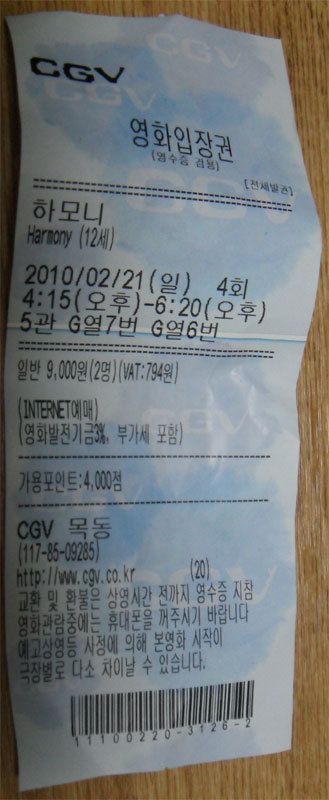 CGV
영화입장권
(영수증 겸용)
[전세발권]
하모니
Harmony (12세)
2010/02/21(일) 4회
4:15(오후)-6:20(오후)
5관 G열7번 G열6번
일반 9,000원(2명)(VAT:794원)
(INTERNET예매)
(영화발전기금3%, 부가세 포함)
가용포인트:4,000점
CGV 목동
(117-85-09285)
http://www.cgv.co.kr (20)
교환 및 환불은 상영시간 전까지 영수증 지참
영화관람중에는 휴대폰을 꺼주시기 바랍니다
예고상영등 사정에 의해 본영화 시작이
극장별로 다소 차이날 수 있습니다.
11100220-3126-2